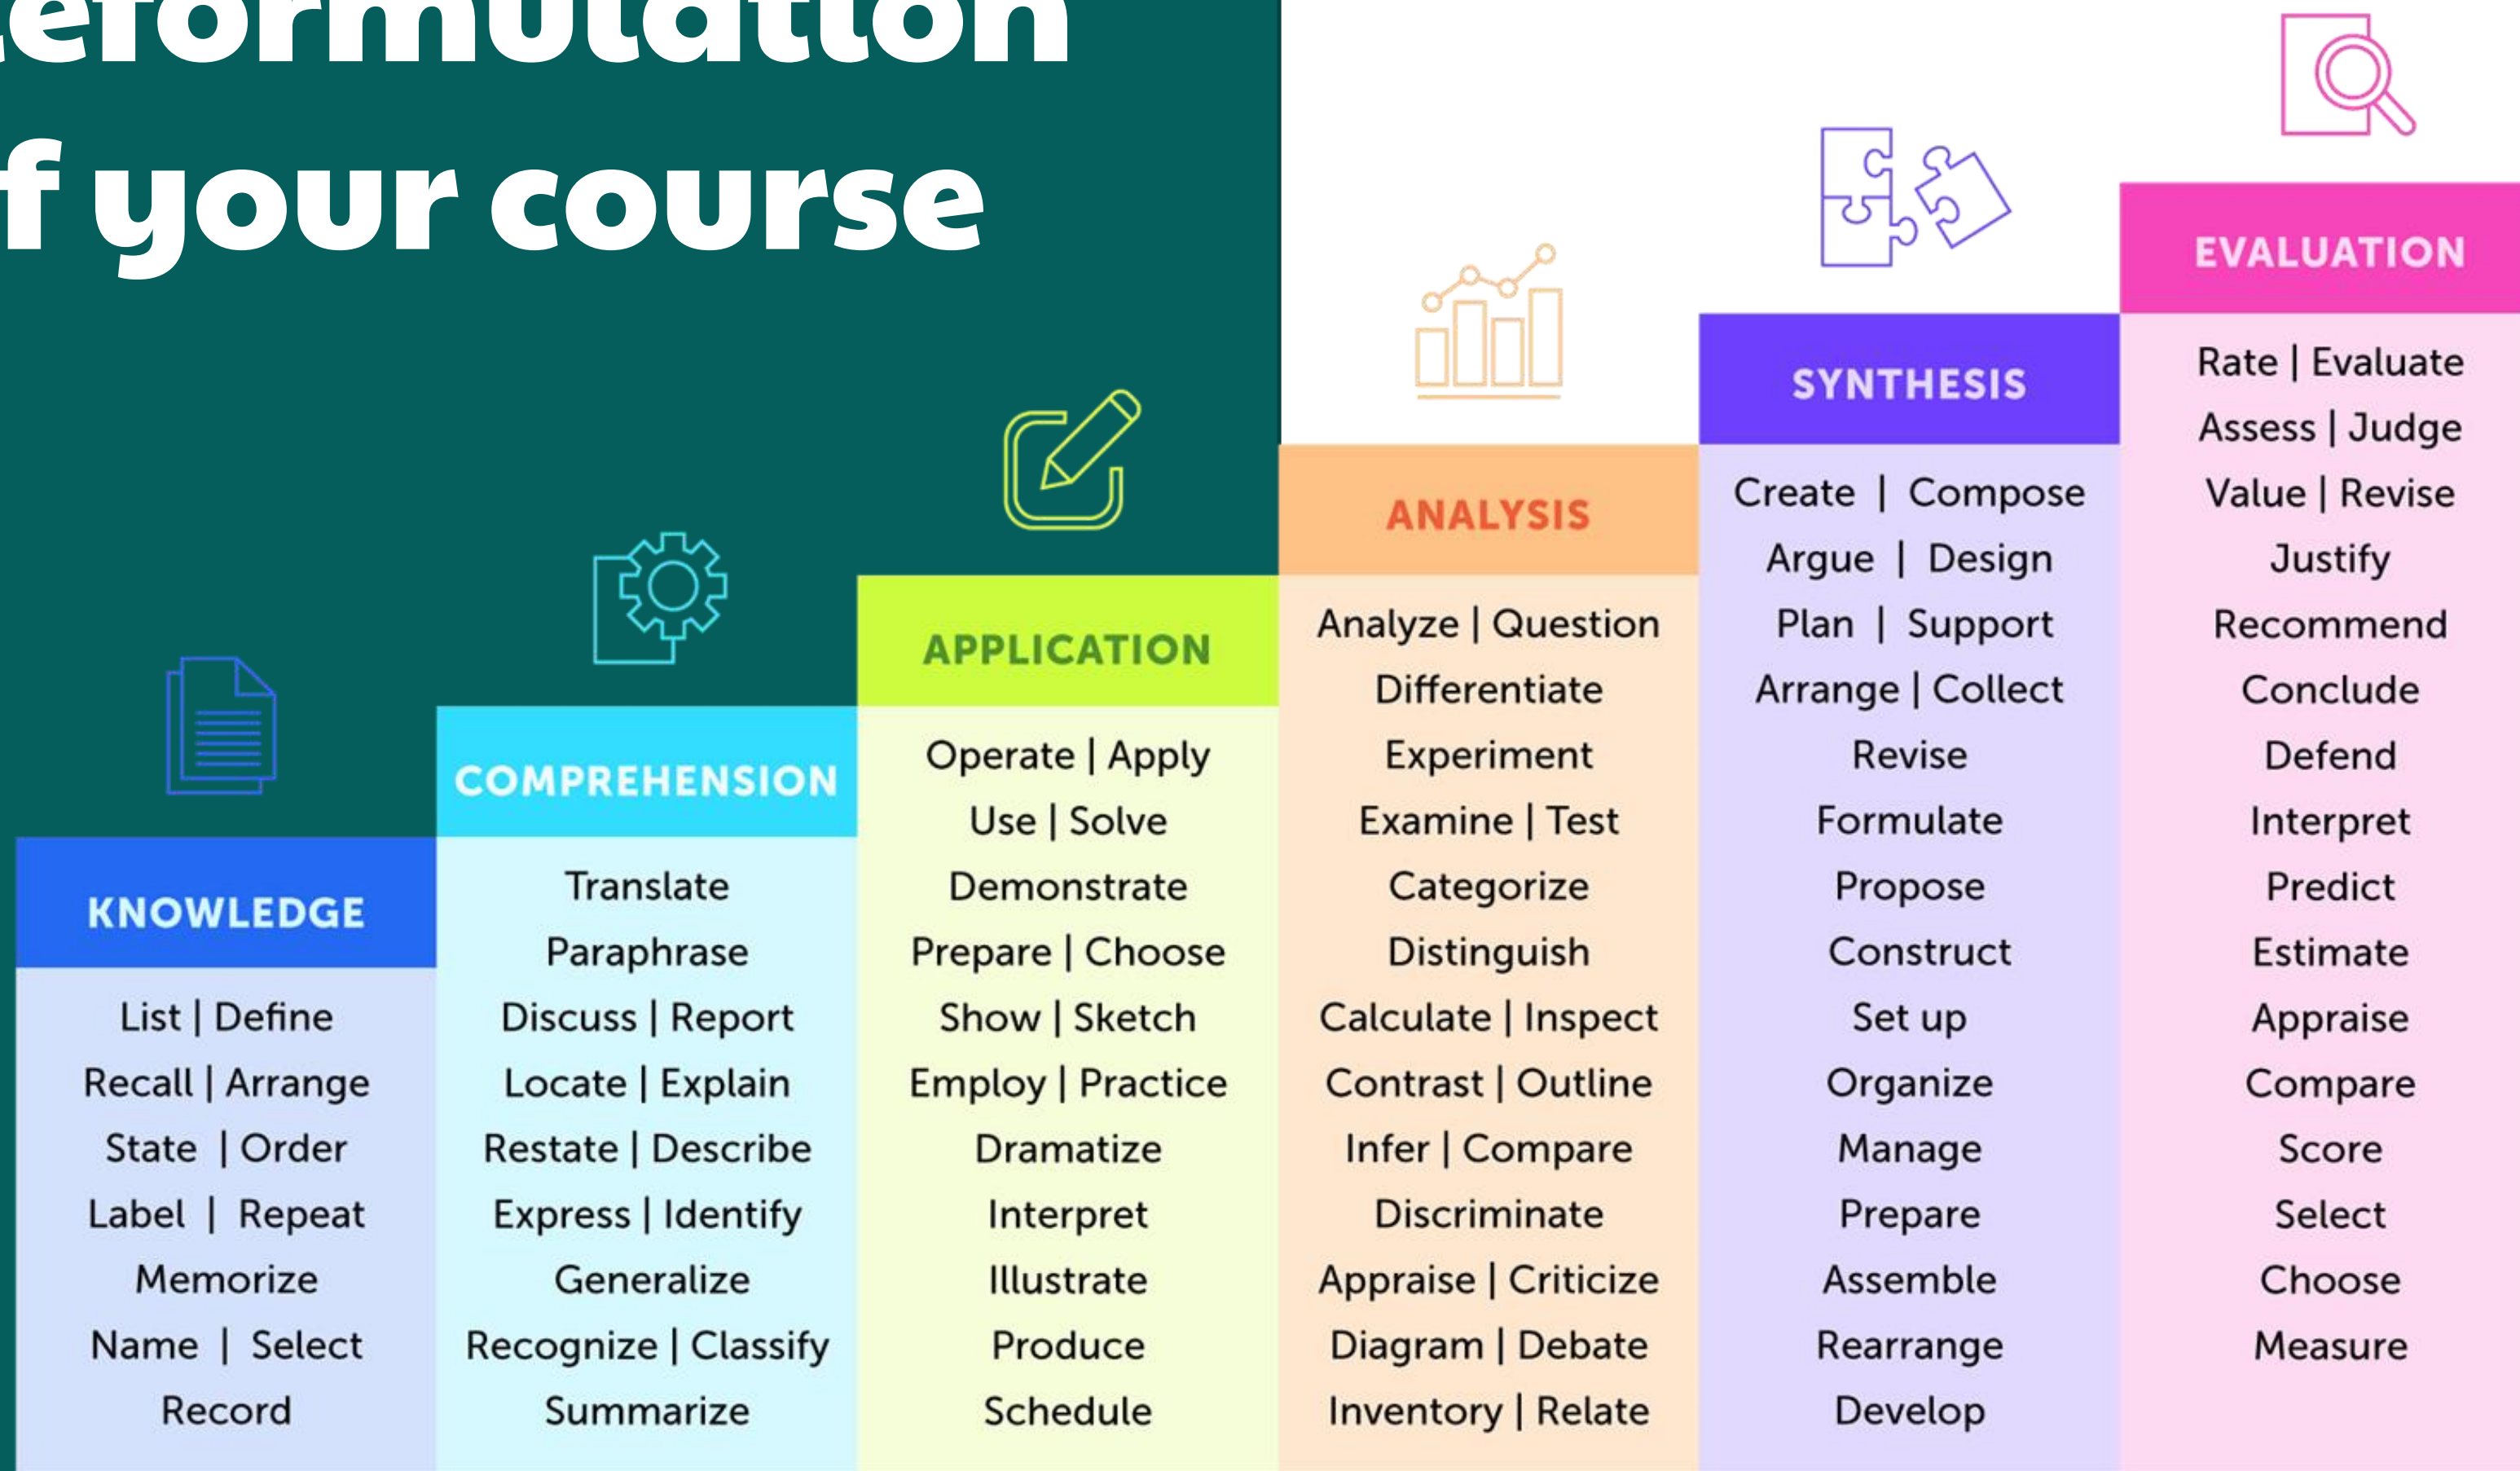 eformulation
f your course
KNOWLEDGE
List | Define
Recall | Arrange
State | Order
Label | Repeat
Memorize
Name | Select
Record
COMPREHENSION
Translate
Paraphrase
Discuss | Report
Locate | Explain
Restate | Describe
Express | Identify
Generalize
Recognize | Classify
Summarize
APPLICATION
Operate | Apply
Use | Solve
Demonstrate
Prepare | Choose
Show | Sketch
Employ | Practice
Dramatize
Interpret
Illustrate
Produce
Schedule
ANALYSIS
Analyze | Question
Differentiate
Experiment
Examine | Test
Categorize
Distinguish
Calculate | Inspect
Contrast | Outline
Infer | Compare
Discriminate
Appraise | Criticize
Diagram | Debate
Inventory | Relate
SYNTHESIS
Create | Compose
Argue | Design
Plan | Support
Arrange | Collect
Revise
Formulate
Propose
Construct
Set up
Organize
Manage
Prepare
Assemble
Rearrange
Develop
EVALUATION
Rate | Evaluate
Assess | Judge
Value | Revise
Justify
Recommend
Conclude
Defend
Interpret
Predict
Estimate
Appraise
Compare
Score
Select
Choose
Measure